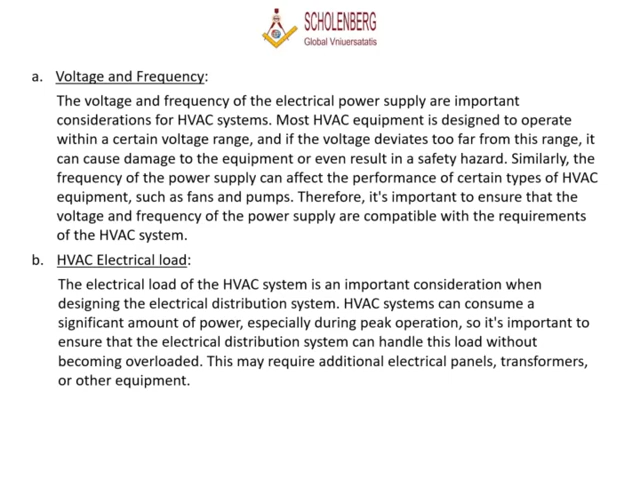 SCHOLENBERG
Global Vniuersatatis
a. Voltage and Frequency:
The voltage and frequency of the electrical power supply are important
considerations for HVAC systems. Most HVAC equipment is designed to operate
within a certain voltage range, and if the voltage deviates too far from this range, it
can cause damage to the equipment or even result in a safety hazard. Similarly, the
frequency of the power supply can affect the performance of certain types of HVAC
equipment, such as fans and pumps. Therefore, it's important to ensure that the
voltage and frequency of the power supply are compatible with the requirements
of the HVAC system.
b. HVAC Electrical load:
The electrical load of the HVAC system is an important consideration when
designing the electrical distribution system. HVAC systems can consume a
significant amount of power, especially during peak operation, so it's important to
ensure that the electrical distribution system can handle this load without
becoming overloaded. This may require additional electrical panels, transformers,
or other equipment.